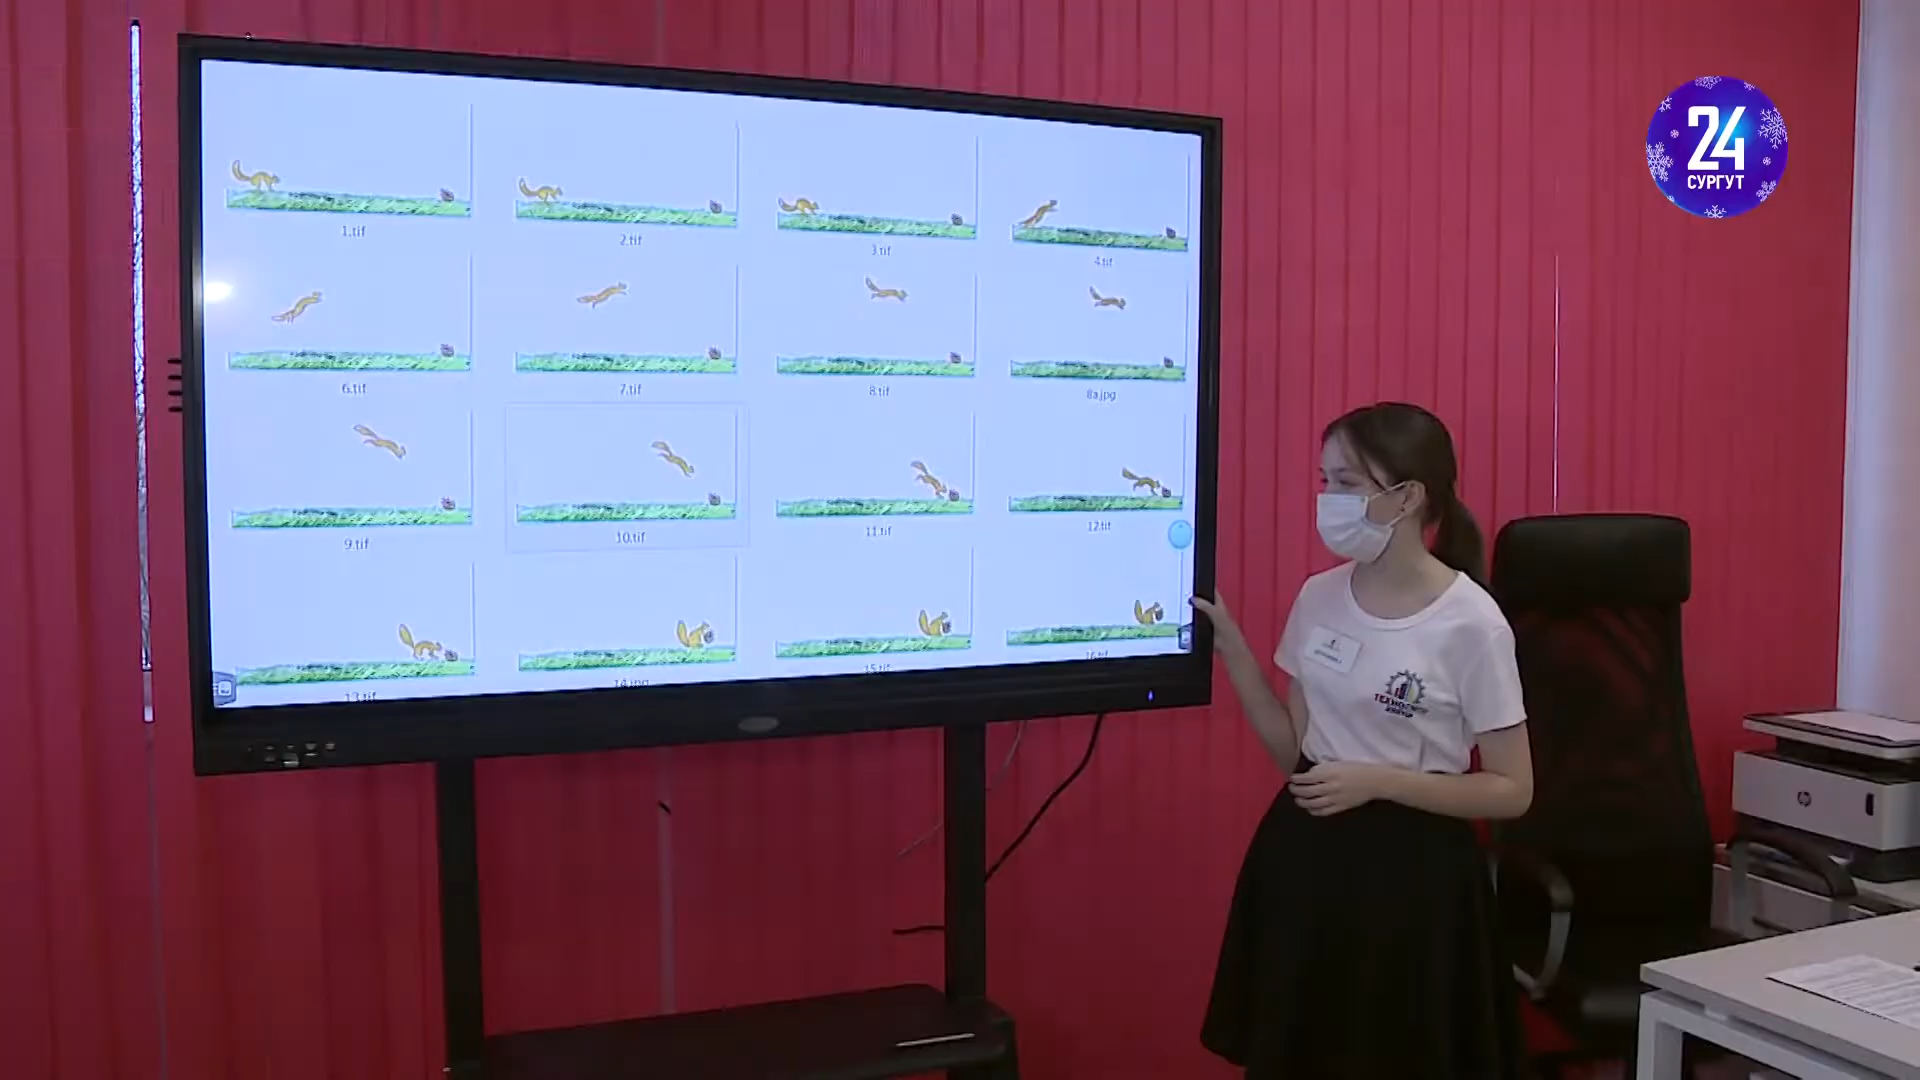 24
СУРГУТ
1.tif
2.tif
3.tif
4.tif
6.tif
7.tif
8.tif
8a.jpg
9.tif
10.tif
11.tif
12.tif
13.tif
14.jpg
15.tif
16.tif
hp